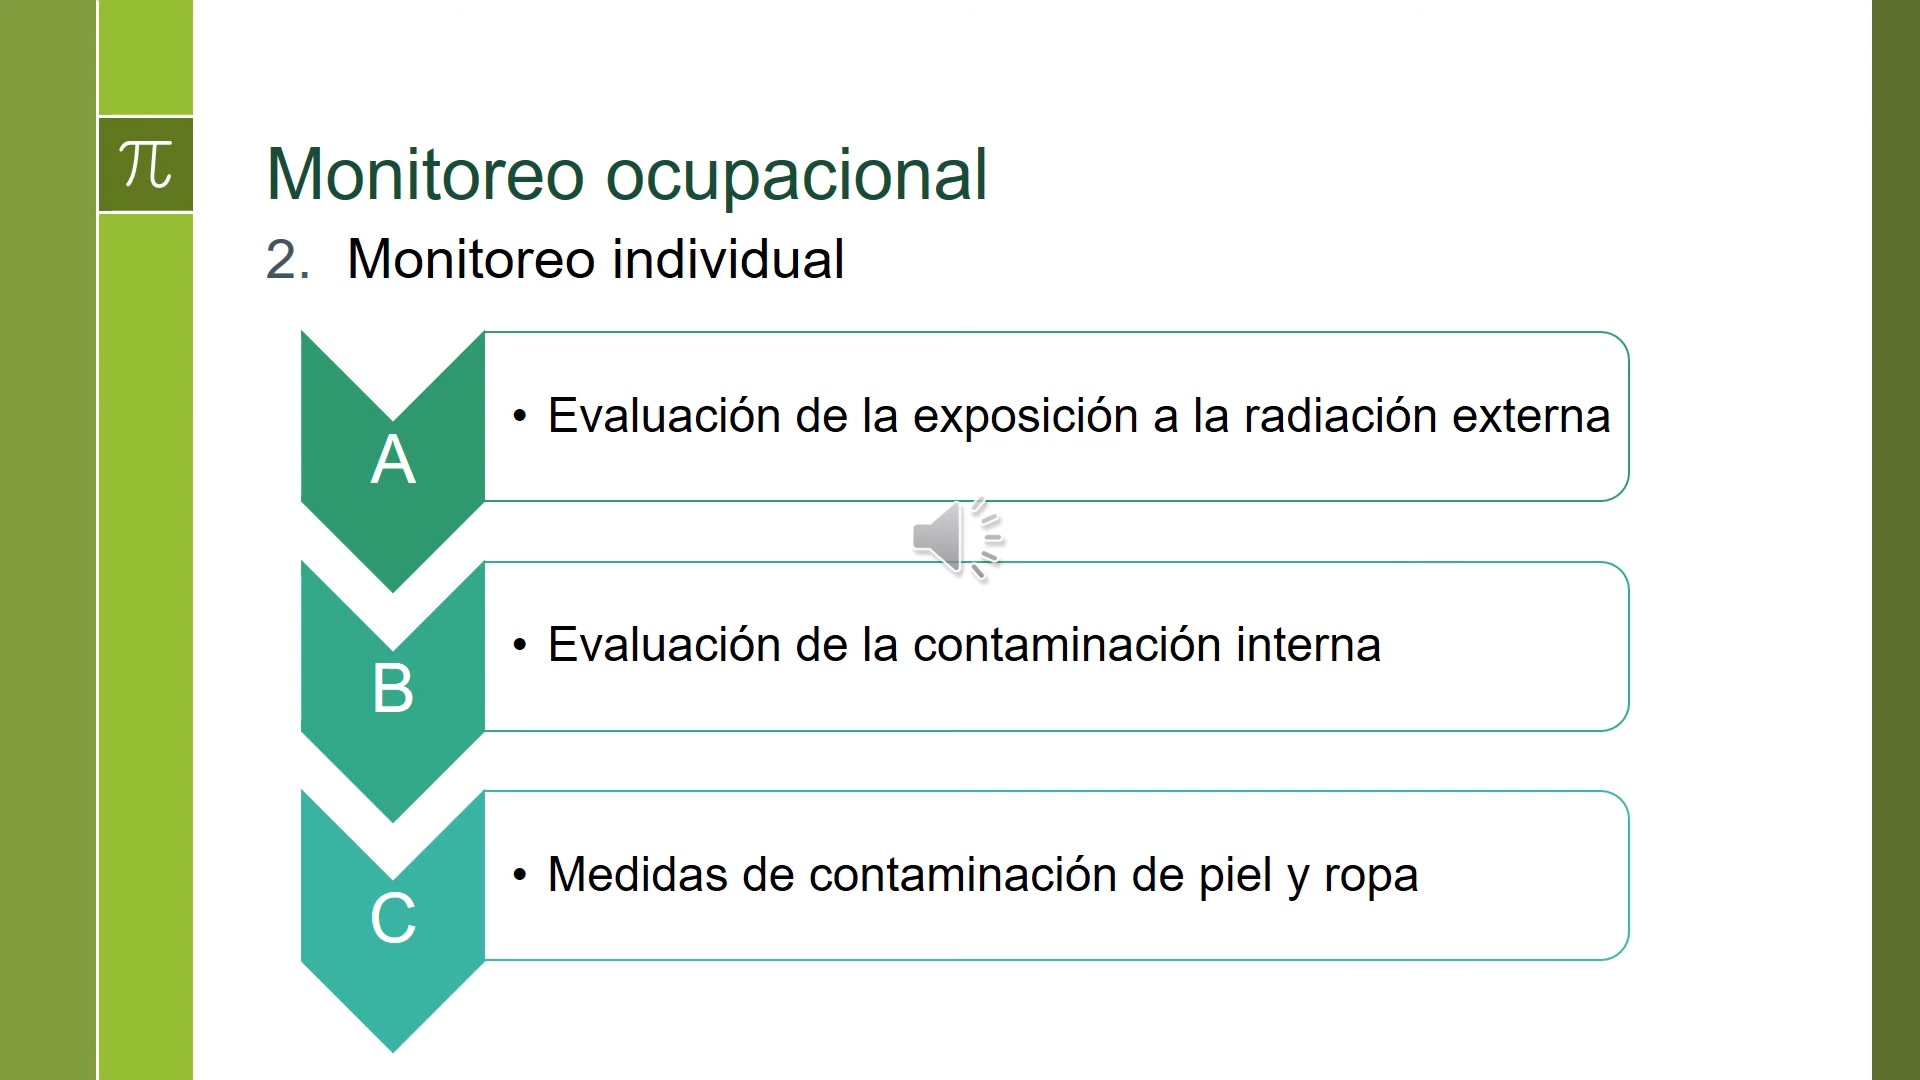 π
Monitoreo ocupacional
2. Monitoreo individual
A
• Evaluación de la exposición a la radiación externa
B
• Evaluación de la contaminación interna
C
• Medidas de contaminación de piel y ropa